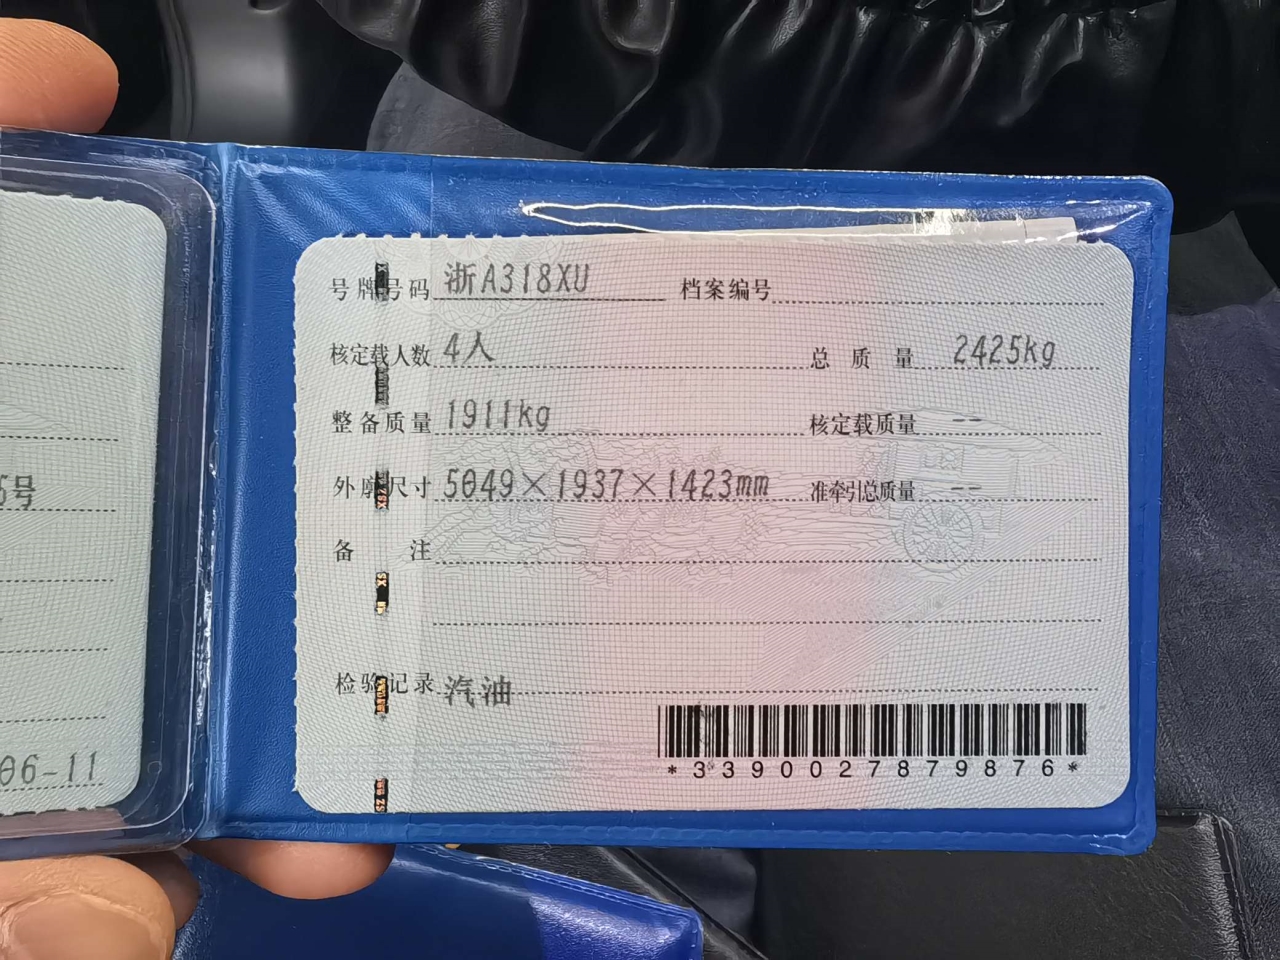 5号
06-11
号牌号码 浙A318XU 档案编号
核定载人数 4人 总质量 2425kg
整备质量 1911kg 核定载质量 --
外廓尺寸 5049×1937×1423mm 准牵引总质量 --
备注
检验记录 汽油
*3390027879876*